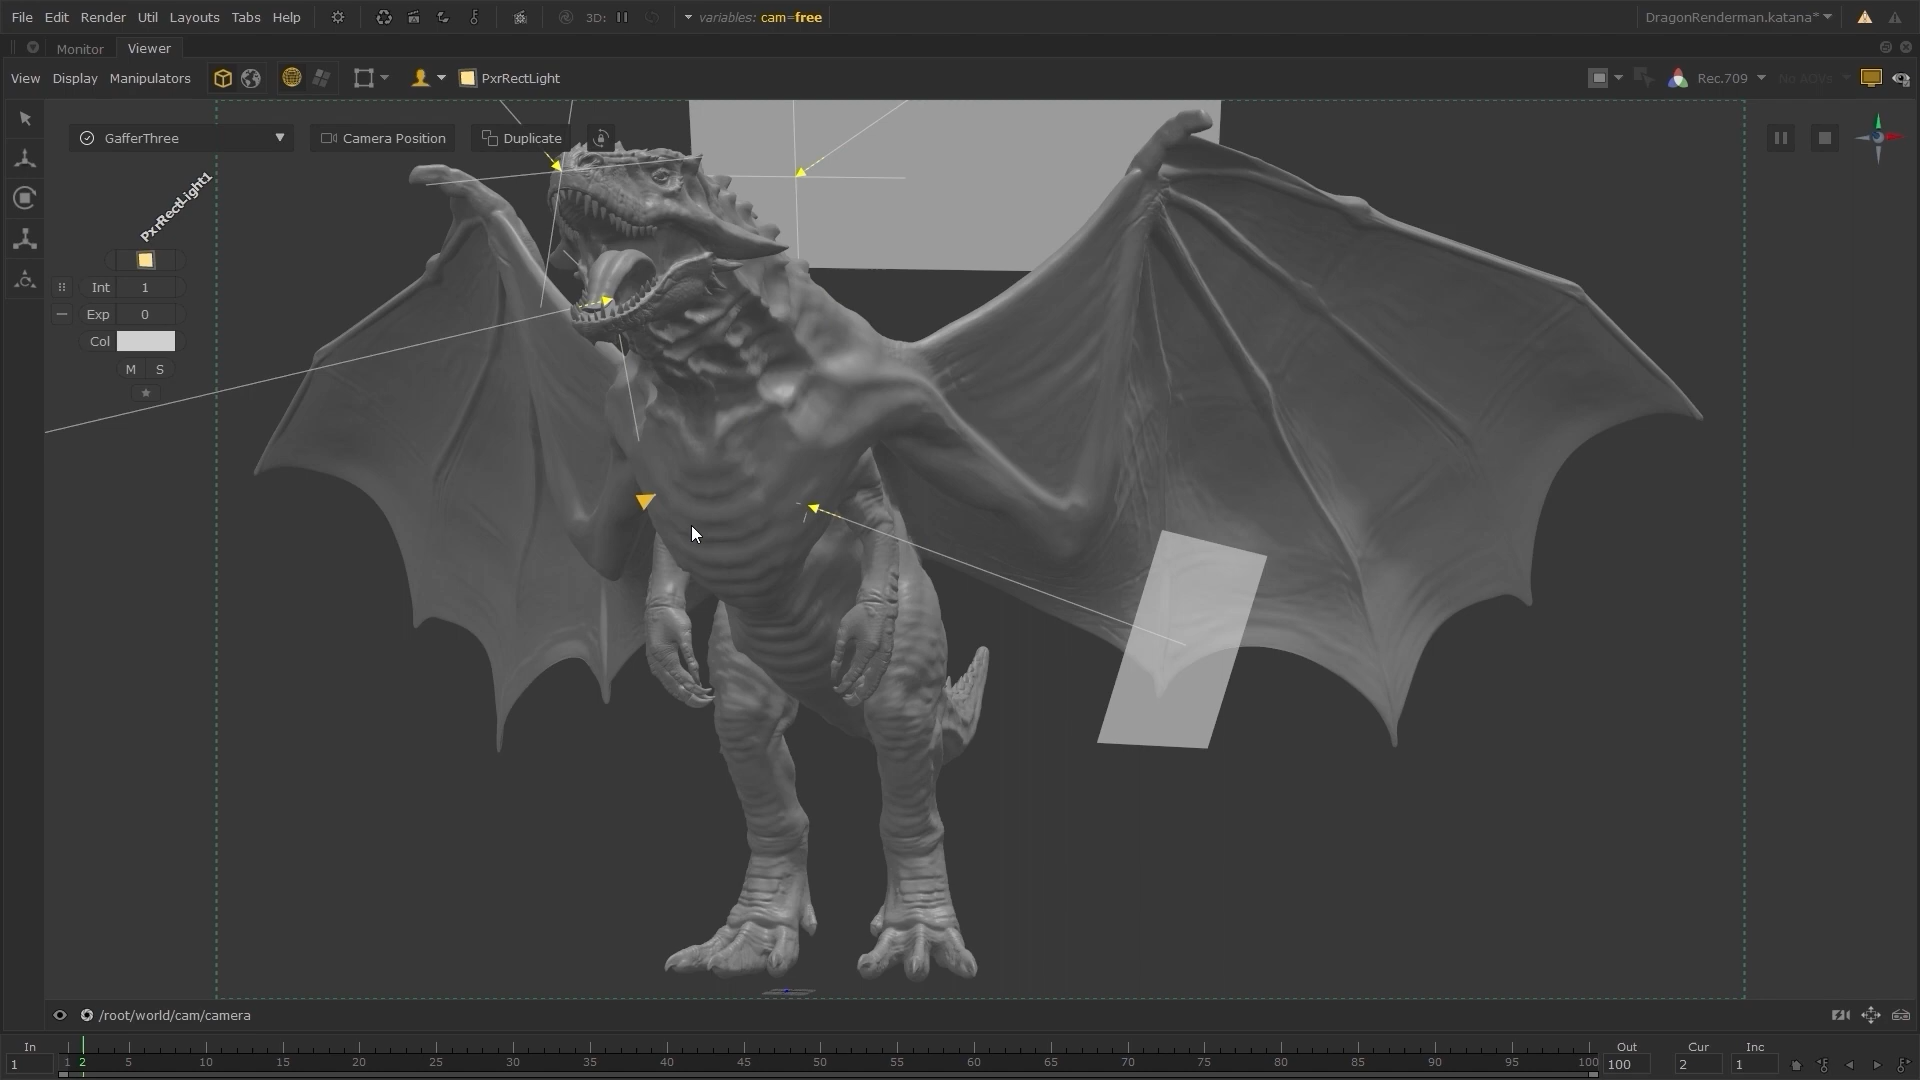 File Edit Render Util Layouts Tabs Help 3D: variables: cam=free DragonRenderman.katana*
Monitor Viewer
View Display Manipulators PxrRectLight Rec.709 No AOVs
GafferThree Camera Position Duplicate
PxrRectLight1
Int 1
Exp 0
Col
M S
/root/world/cam/camera
In Out Cur Inc
1 1 2 5 10 15 20 25 30 35 40 45 50 55 60 65 70 75 80 85 90 95 100 100 2 1